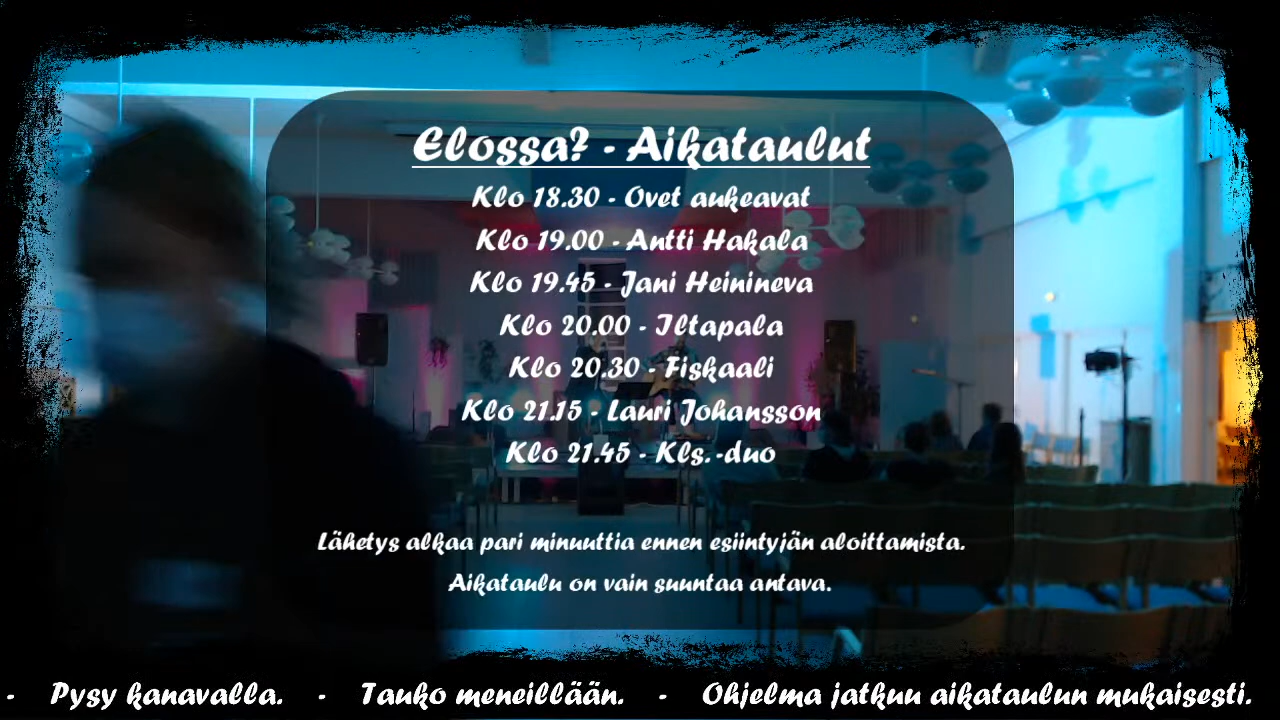 Elossa? - Aikataulut
Klo 18.30 - Ovet aukeavat
Klo 19.00 - Antti Hakala
Klo 19.45 - Jani Heinineva
Klo 20.00 - Iltapala
Klo 20.30 - Fiskaali
Klo 21.15 - Lauri Johansson
Klo 21.45 - Kls.-duo
Lähetys alkaa pari minuuttia ennen esiintyjän aloittamista.
Aikataulu on vain suuntaa antava.
- Pysy kanavalla. - Tauko meneillään. - Ohjelma jatkuu aikataulun mukaisesti.